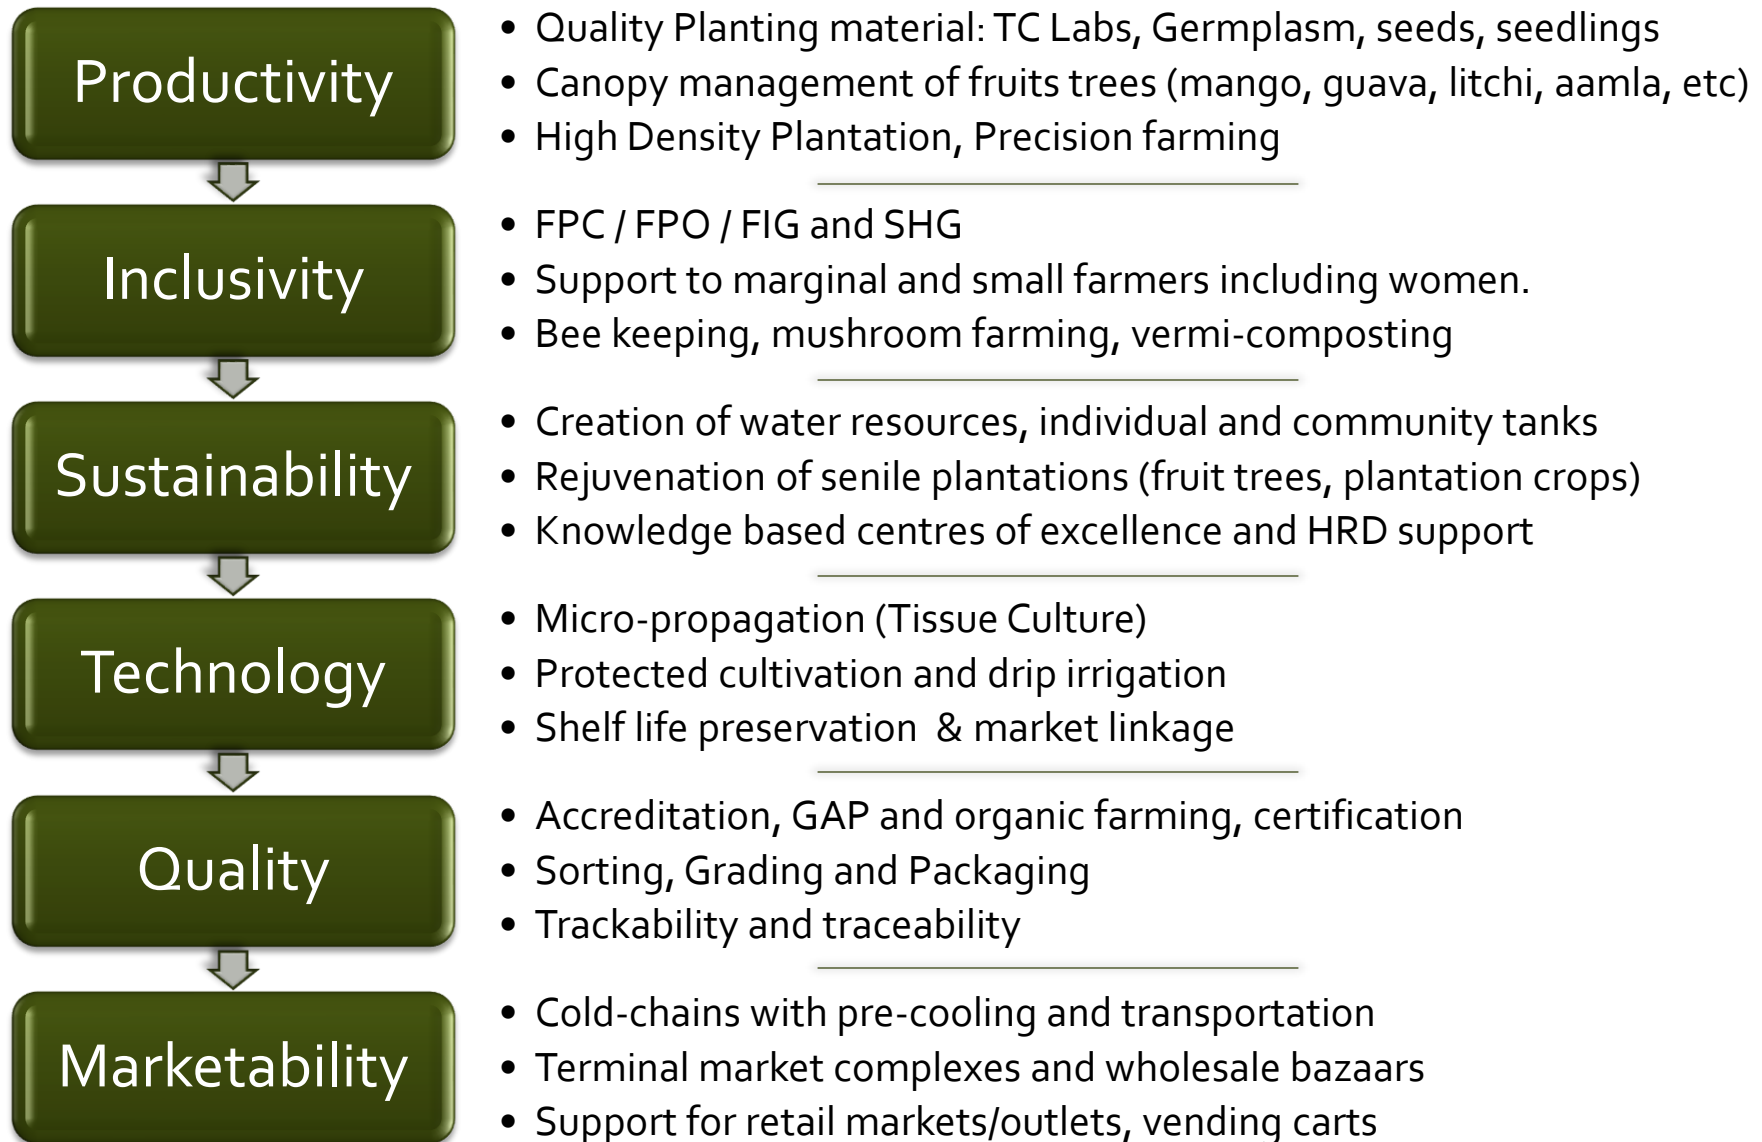 Productivity
• Quality Planting material: TC Labs, Germplasm, seeds, seedlings
• Canopy management of fruits trees (mango, guava, litchi, aamla, etc)
• High Density Plantation, Precision farming
Inclusivity
• FPC / FPO / FIG and SHG
• Support to marginal and small farmers including women.
• Bee keeping, mushroom farming, vermi-composting
Sustainability
• Creation of water resources, individual and community tanks
• Rejuvenation of senile plantations (fruit trees, plantation crops)
• Knowledge based centres of excellence and HRD support
Technology
• Micro-propagation (Tissue Culture)
• Protected cultivation and drip irrigation
• Shelf life preservation & market linkage
Quality
• Accreditation, GAP and organic farming, certification
• Sorting, Grading and Packaging
• Trackability and traceability
Marketability
• Cold-chains with pre-cooling and transportation
• Terminal market complexes and wholesale bazaars
• Support for retail markets/outlets, vending carts